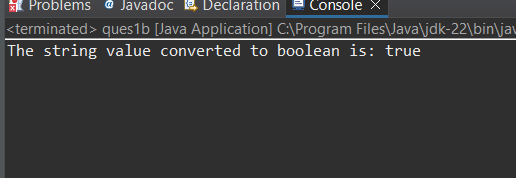 Problems Javadoc Declaration Console
<terminated> ques1b [Java Application] C:\Program Files\Java\jdk-22\bin\jav
The string value converted to boolean is: true